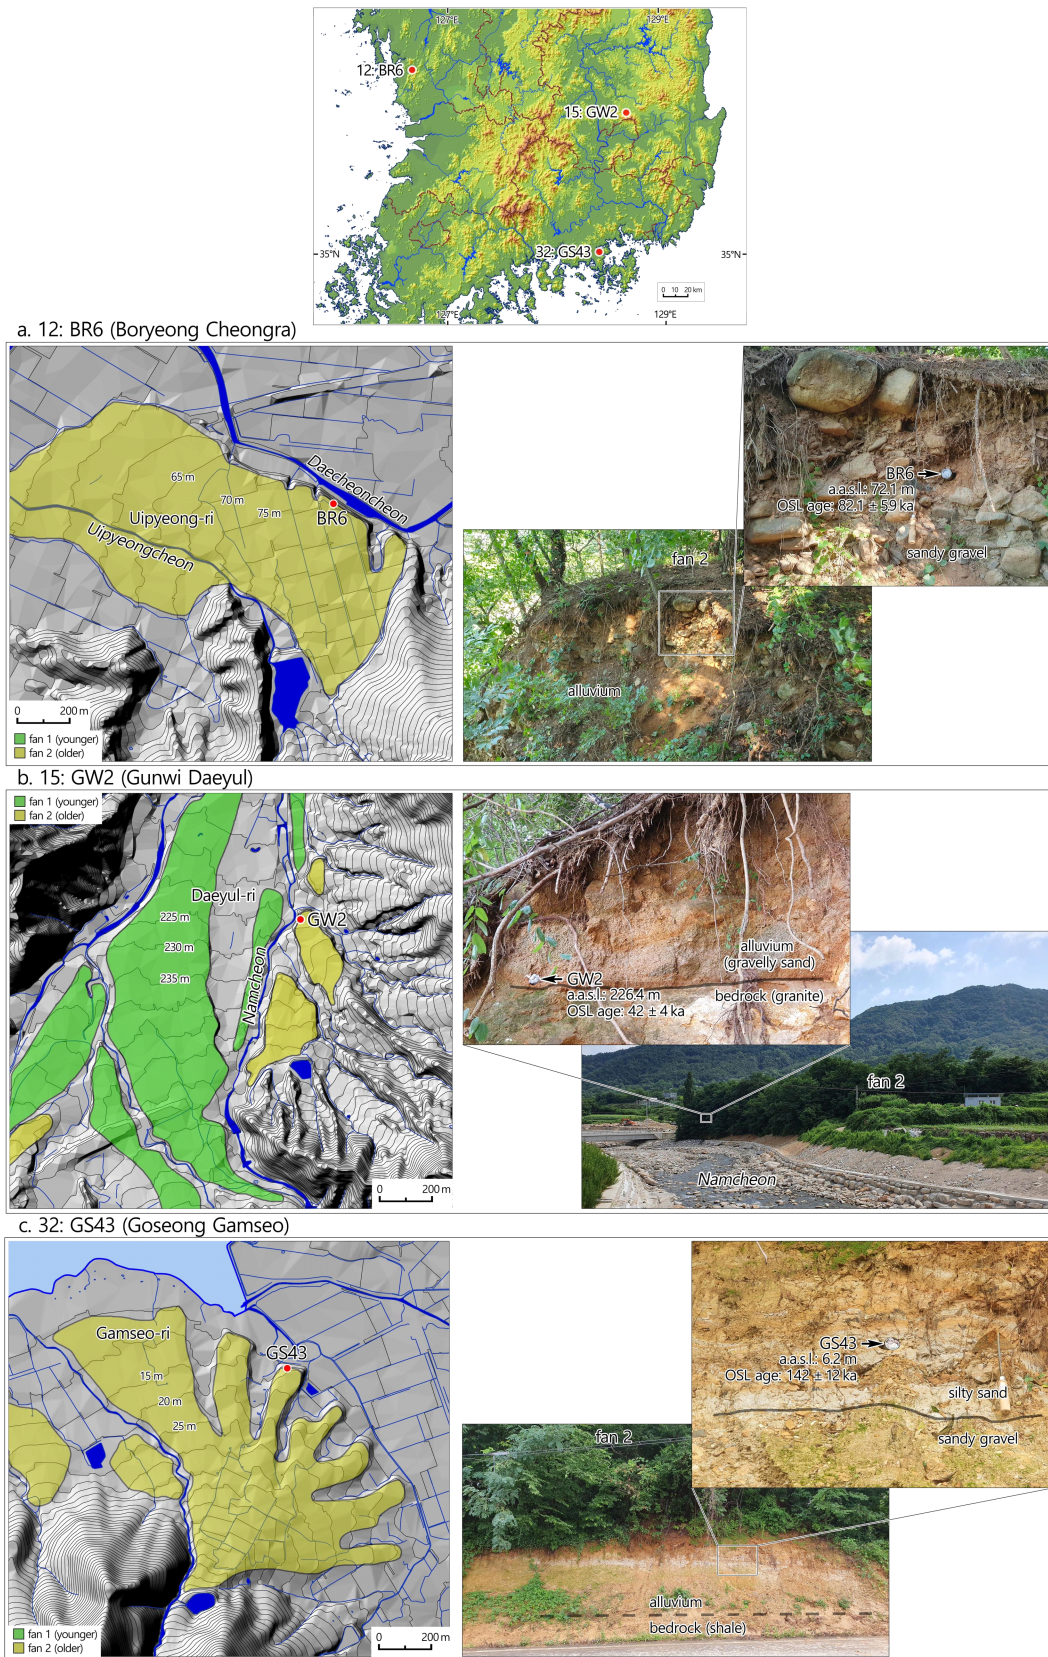 127°E
129°E
12: BR6
15: GW2
35°N
32: GS43
35°N
0 10 20 km
127°E
129°E
a. 12: BR6 (Boryeong Cheongra)
65 m
70 m
75 m
Daecheoncheon
BR6
Uipyeong-ri
Uipyeongcheon
0 200 m
fan 1 (younger)
fan 2 (older)
BR6
a.a.s.l.: 72.1 m
OSL age: 82.1 ± 5.9 ka
sandy gravel
fan 2
alluvium
b. 15: GW2 (Gunwi Daeyul)
fan 1 (younger)
fan 2 (older)
Daeyul-ri
225 m
230 m
235 m
GW2
Namcheon
0 200 m
alluvium
(gravelly sand)
GW2
a.a.s.l.: 226.4 m
OSL age: 42 ± 4 ka
bedrock (granite)
fan 2
Namcheon
c. 32: GS43 (Goseong Gamseo)
Gamseo-ri
GS43
15 m
20 m
25 m
fan 1 (younger)
fan 2 (older)
0 200 m
GS43
a.a.s.l.: 6.2 m
OSL age: 142 ± 12 ka
silty sand
sandy gravel
fan 2
alluvium
bedrock (shale)